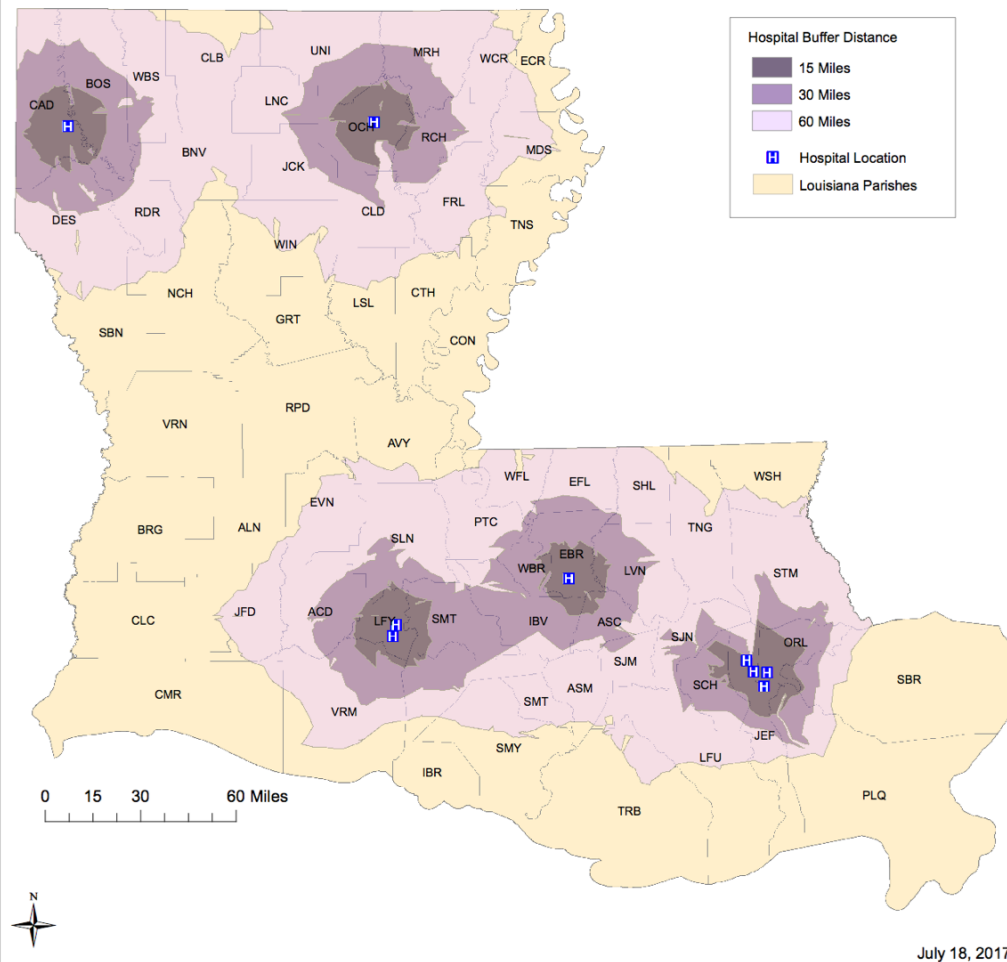 UNI
MRH
CLB
WCR
ECR
WBS
BOS
CAD
LNC
H
H
OCH
RCH
BNV
MDS
JCK
FRL
RDR
CLD
DES
TNS
WIN
NCH
CTH
LSL
GRT
SBN
CON
RPD
VRN
AVY
WFL
EFL
SHL
WSH
EVN
PTC
BRG
ALN
TNG
SLN
EBR
WBR
LVN
STM
H
JFD
ACD
SMT
CLC
LFY
H
H
IBV
ASC
SJN
ORL
SJM
H
H
H
H
SCH
SBR
ASM
CMR
SMT
VRM
JEF
SMY
LFU
IBR
PLQ
TRB
Hospital Buffer Distance
15 Miles
30 Miles
60 Miles
H Hospital Location
Louisiana Parishes
0 15 30 60 Miles
N
July 18, 2017